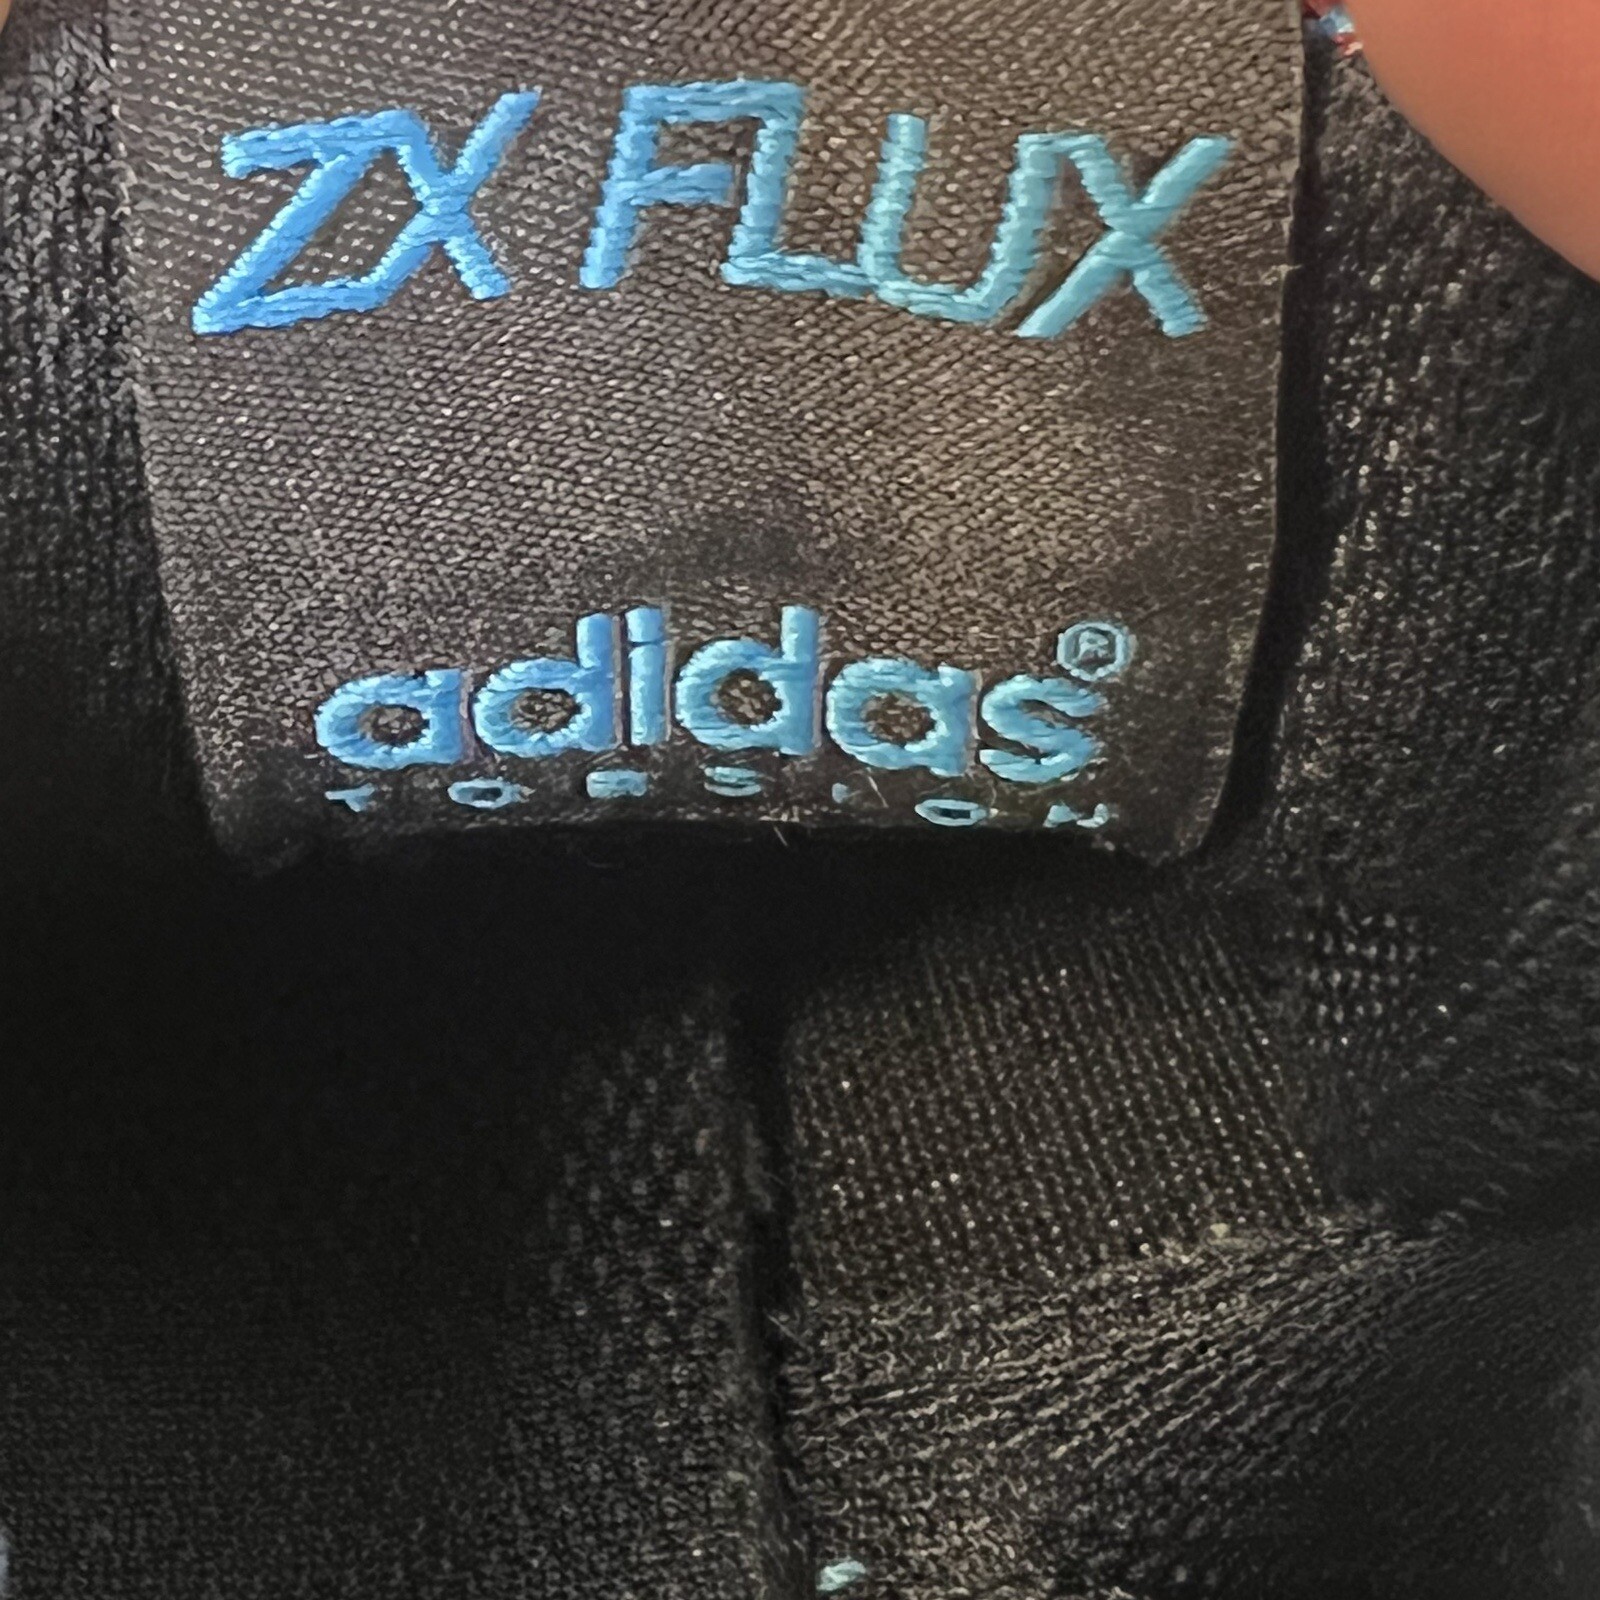 ZX FLUX
adidas®
TORSION